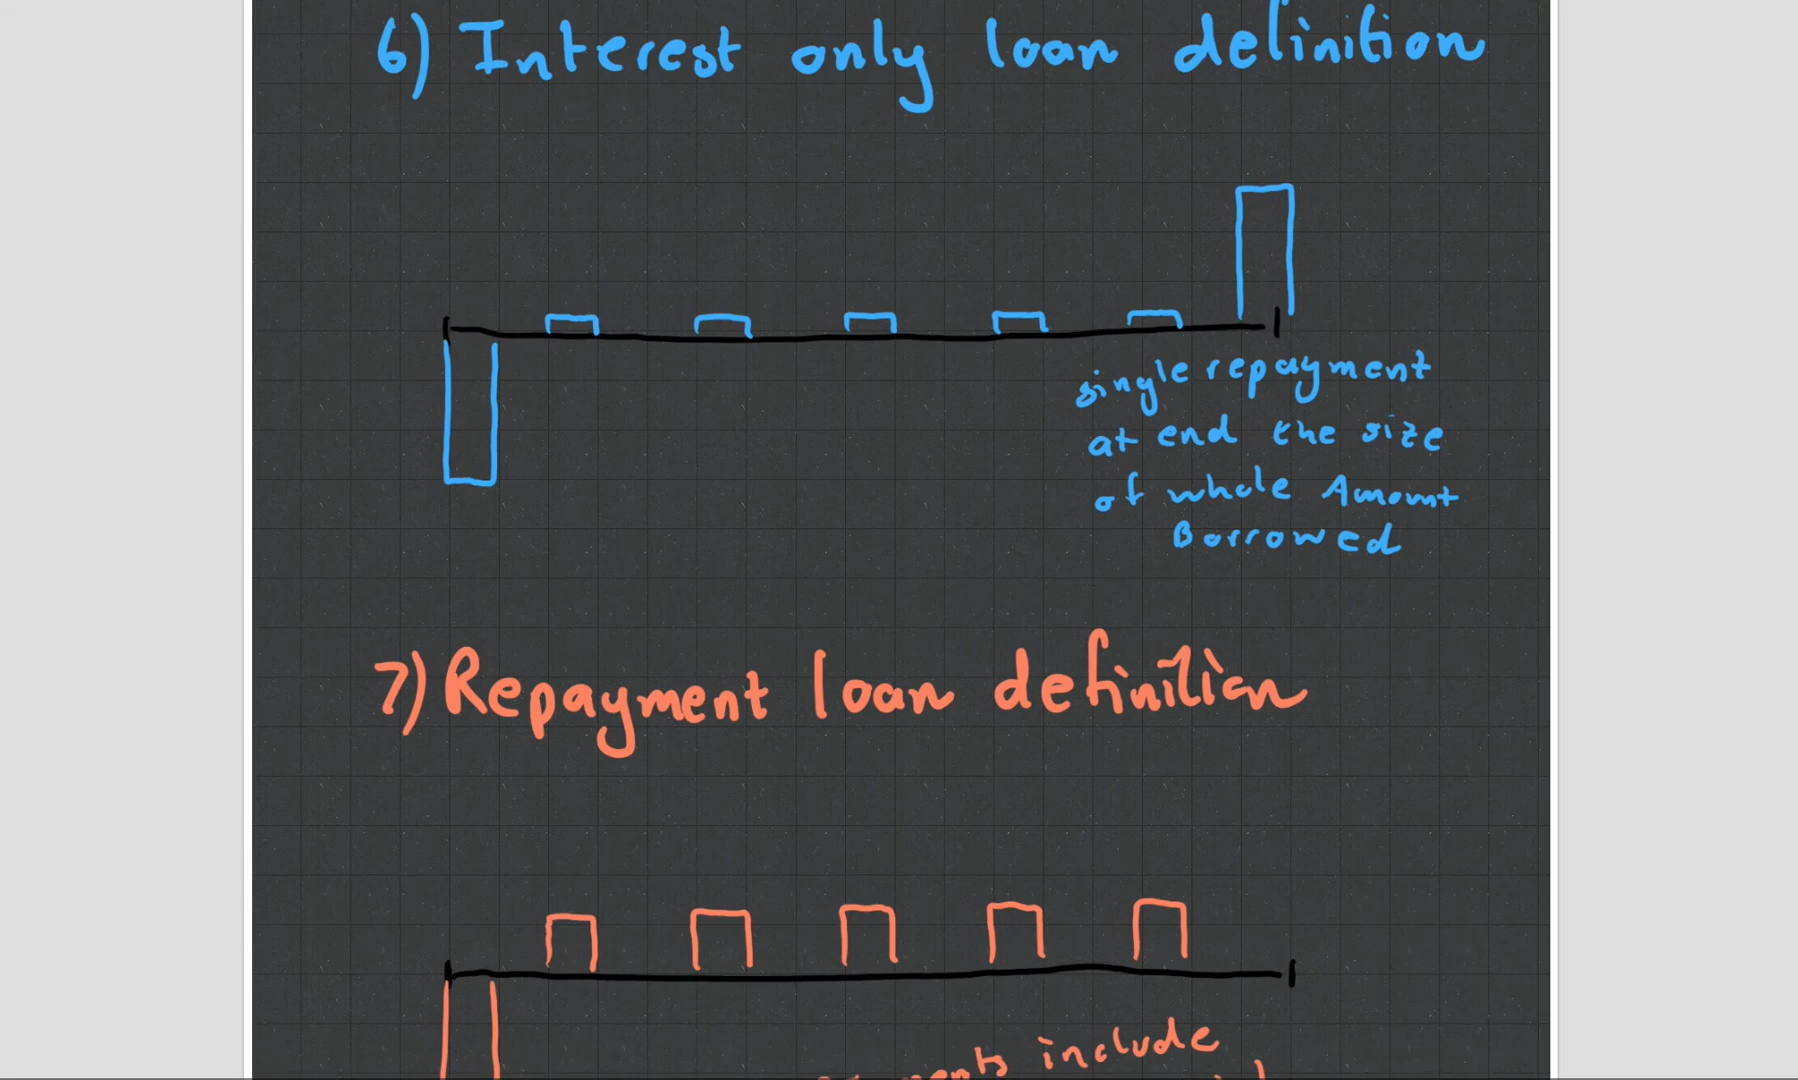 6) Interest only loan definition
single repayment
at end the size
of whole Amount
Borrowed
7) Repayment loan definition
include